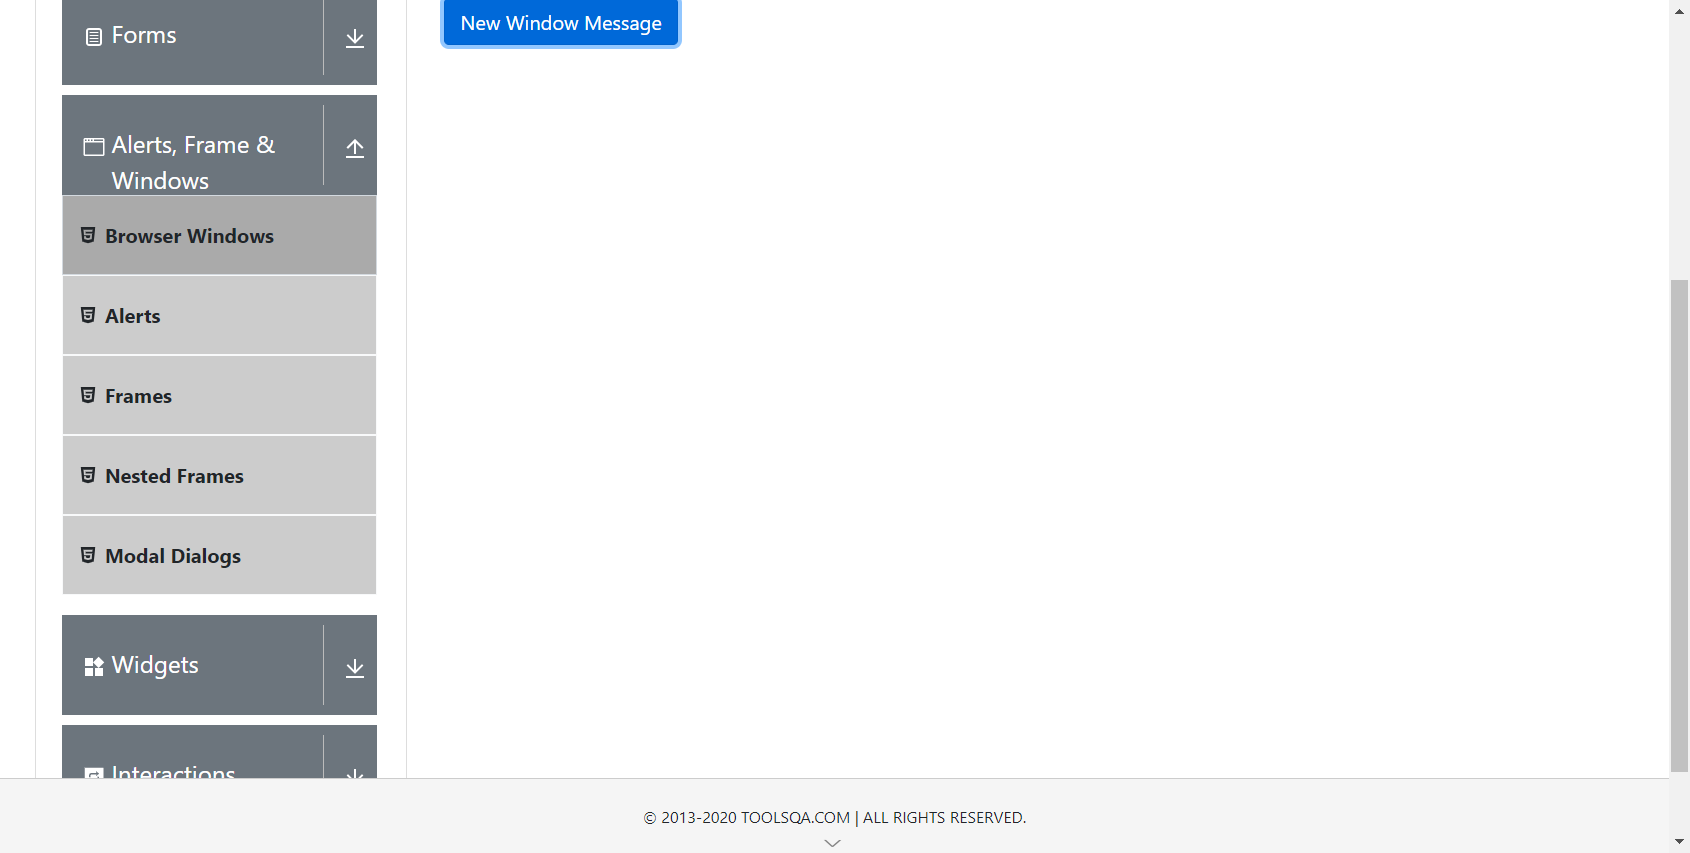 Forms
New Window Message
Alerts, Frame &
Windows
Browser Windows
Alerts
Frames
Nested Frames
Modal Dialogs
Widgets
Interactions
© 2013-2020 TOOLSQA.COM | ALL RIGHTS RESERVED.